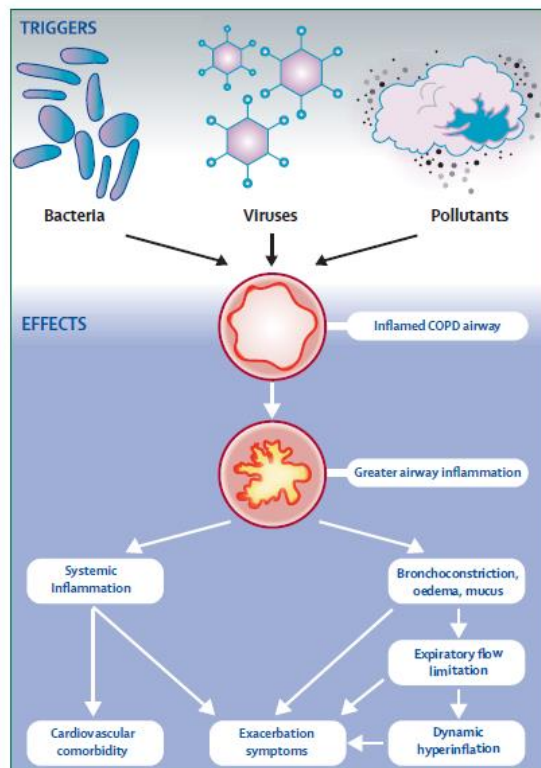 TRIGGERS
Bacteria
Viruses
Pollutants
EFFECTS
Inflamed COPD airway
Greater airway inflammation
Systemic
Inflammation
Bronchoconstriction,
oedema, mucus
Expiratory flow
limitation
Cardiovascular
comorbidity
Exacerbation
symptoms
Dynamic
hyperinflation